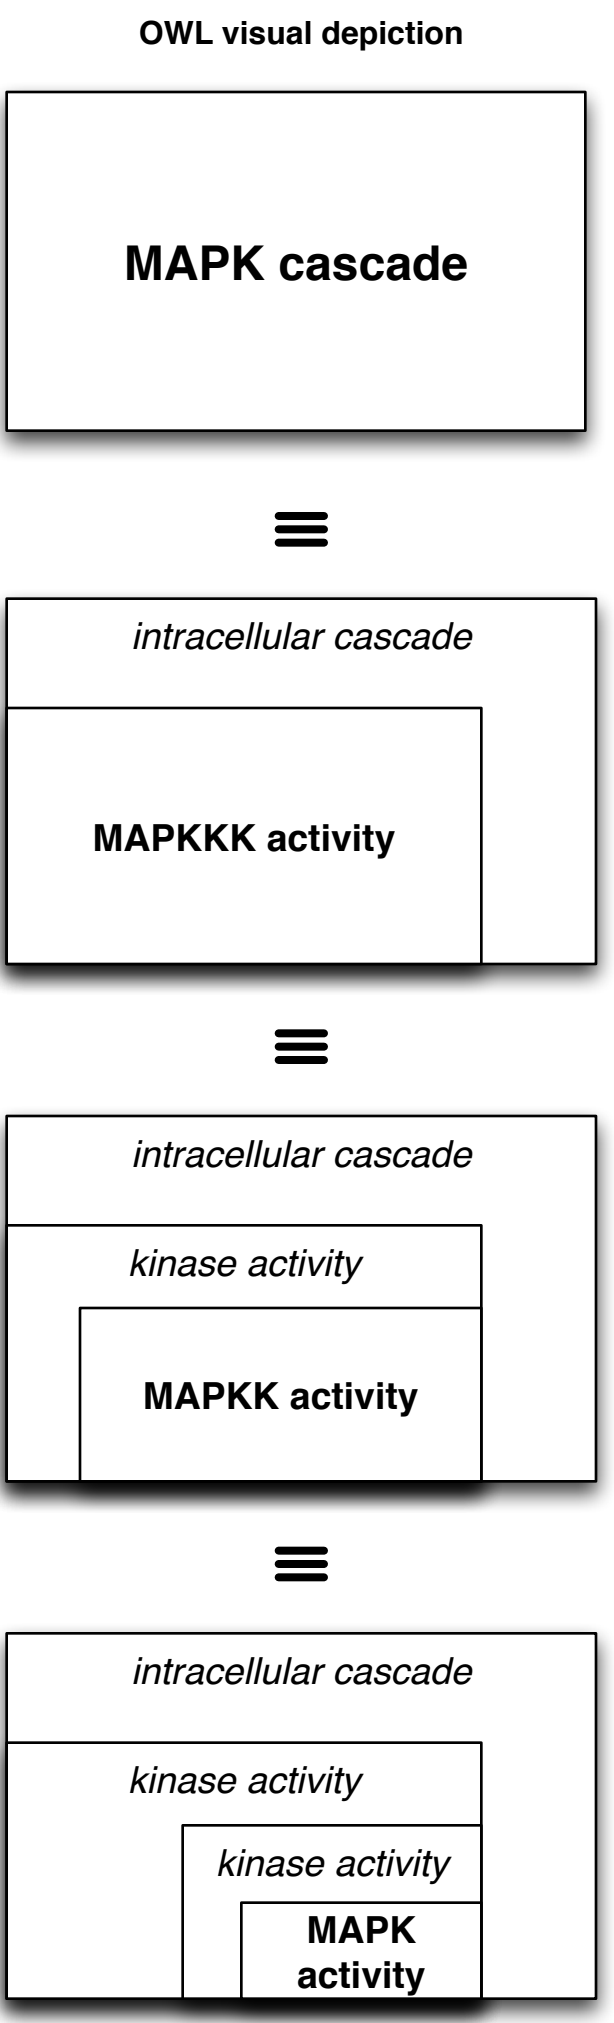 OWL visual depiction
MAPK cascade
≡
intracellular cascade
MAPKKK activity
≡
intracellular cascade
kinase activity
MAPKK activity
≡
intracellular cascade
kinase activity
kinase activity
MAPK
activity